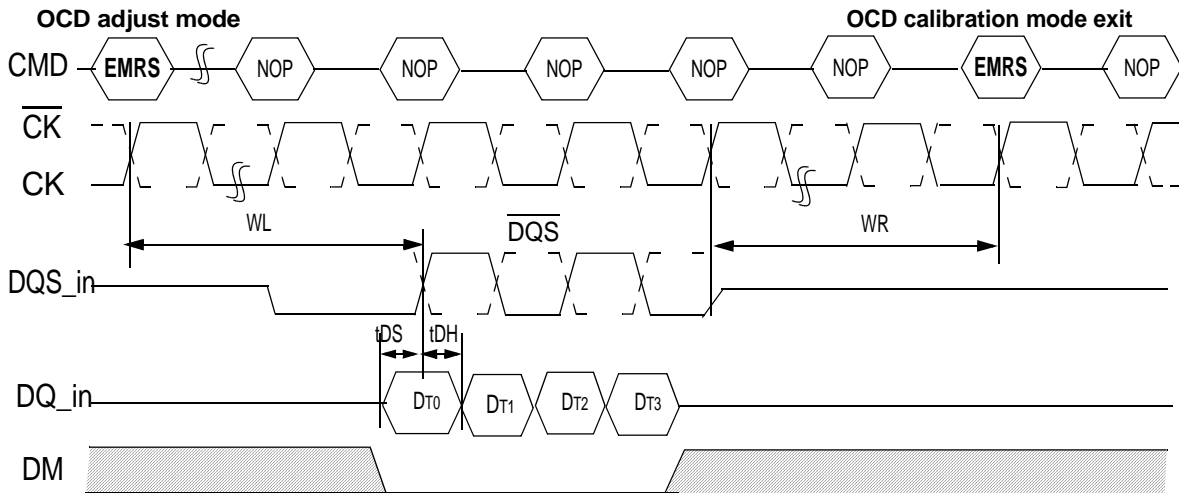 OCD adjust mode OCD calibration mode exit
CMD EMRS NOP NOP NOP NOP NOP EMRS NOP
CK
CK
WL DQS WR
DQS_in
tDS tDH
DQ_in DT0 DT1 DT2 DT3
DM